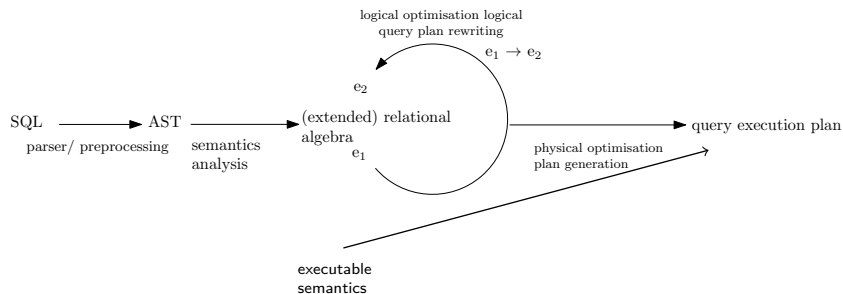 logical optimisation logical
query plan rewriting
e1 → e2
e2
SQL
AST
(extended) relational
algebra
query execution plan
parser/ preprocessing
semantics
analysis
e1
physical optimisation
plan generation
executable
semantics